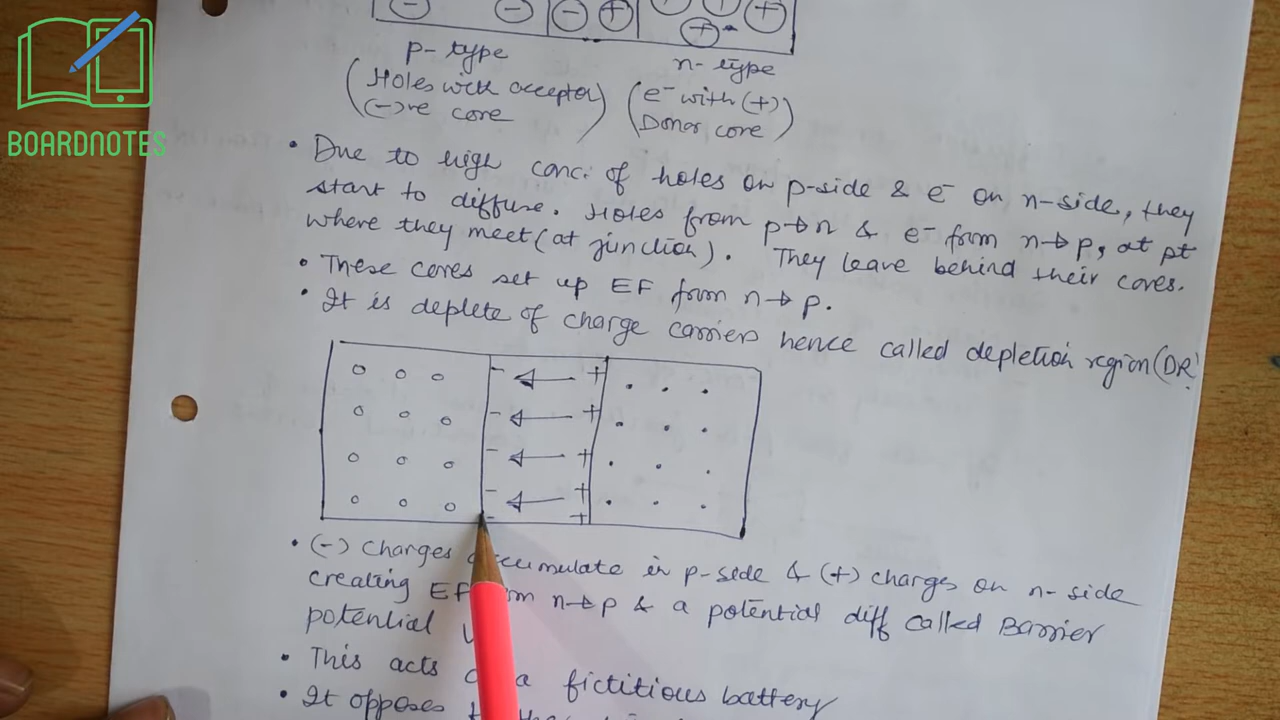 BOARDNOTES
p-type
n-type
(Holes with acceptor
(-)ve core)
(e⁻ with (+)
Donor core)
• Due to high conc. of holes on p-side & e⁻ on n-side, they
start to diffuse. Holes from p→n & e⁻ from n→p, at pt
where they meet (at junction). They leave behind their cores.
• These cores set up EF from n→p.
• It is deplete of charge carriers hence called depletion region (DR)
• (-) Charges accumulate in p-side & (+) charges on n-side
creating EF from n→p & a potential diff called Barrier
potential
• This acts a fictitious battery
• It opposes